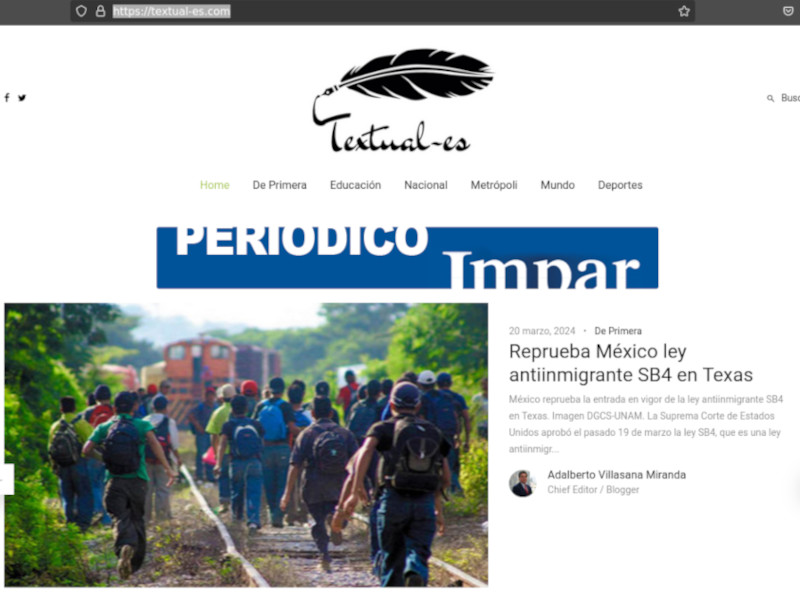 https://textual-es.com
Textual-es
Home De Primera Educación Nacional Metrópoli Mundo Deportes
PERIODICO
Impar
20 marzo, 2024 • De Primera
Reprueba México ley
antiinmigrante SB4 en Texas
México reprueba la entrada en vigor de la ley antiinmigrante SB4
en Texas. Imagen DGCS-UNAM. La Suprema Corte de Estados
Unidos aprobó el pasado 19 de marzo la ley SB4, que es una ley
antiinmigr...
Adalberto Villasana Miranda
Chief Editor / Blogger